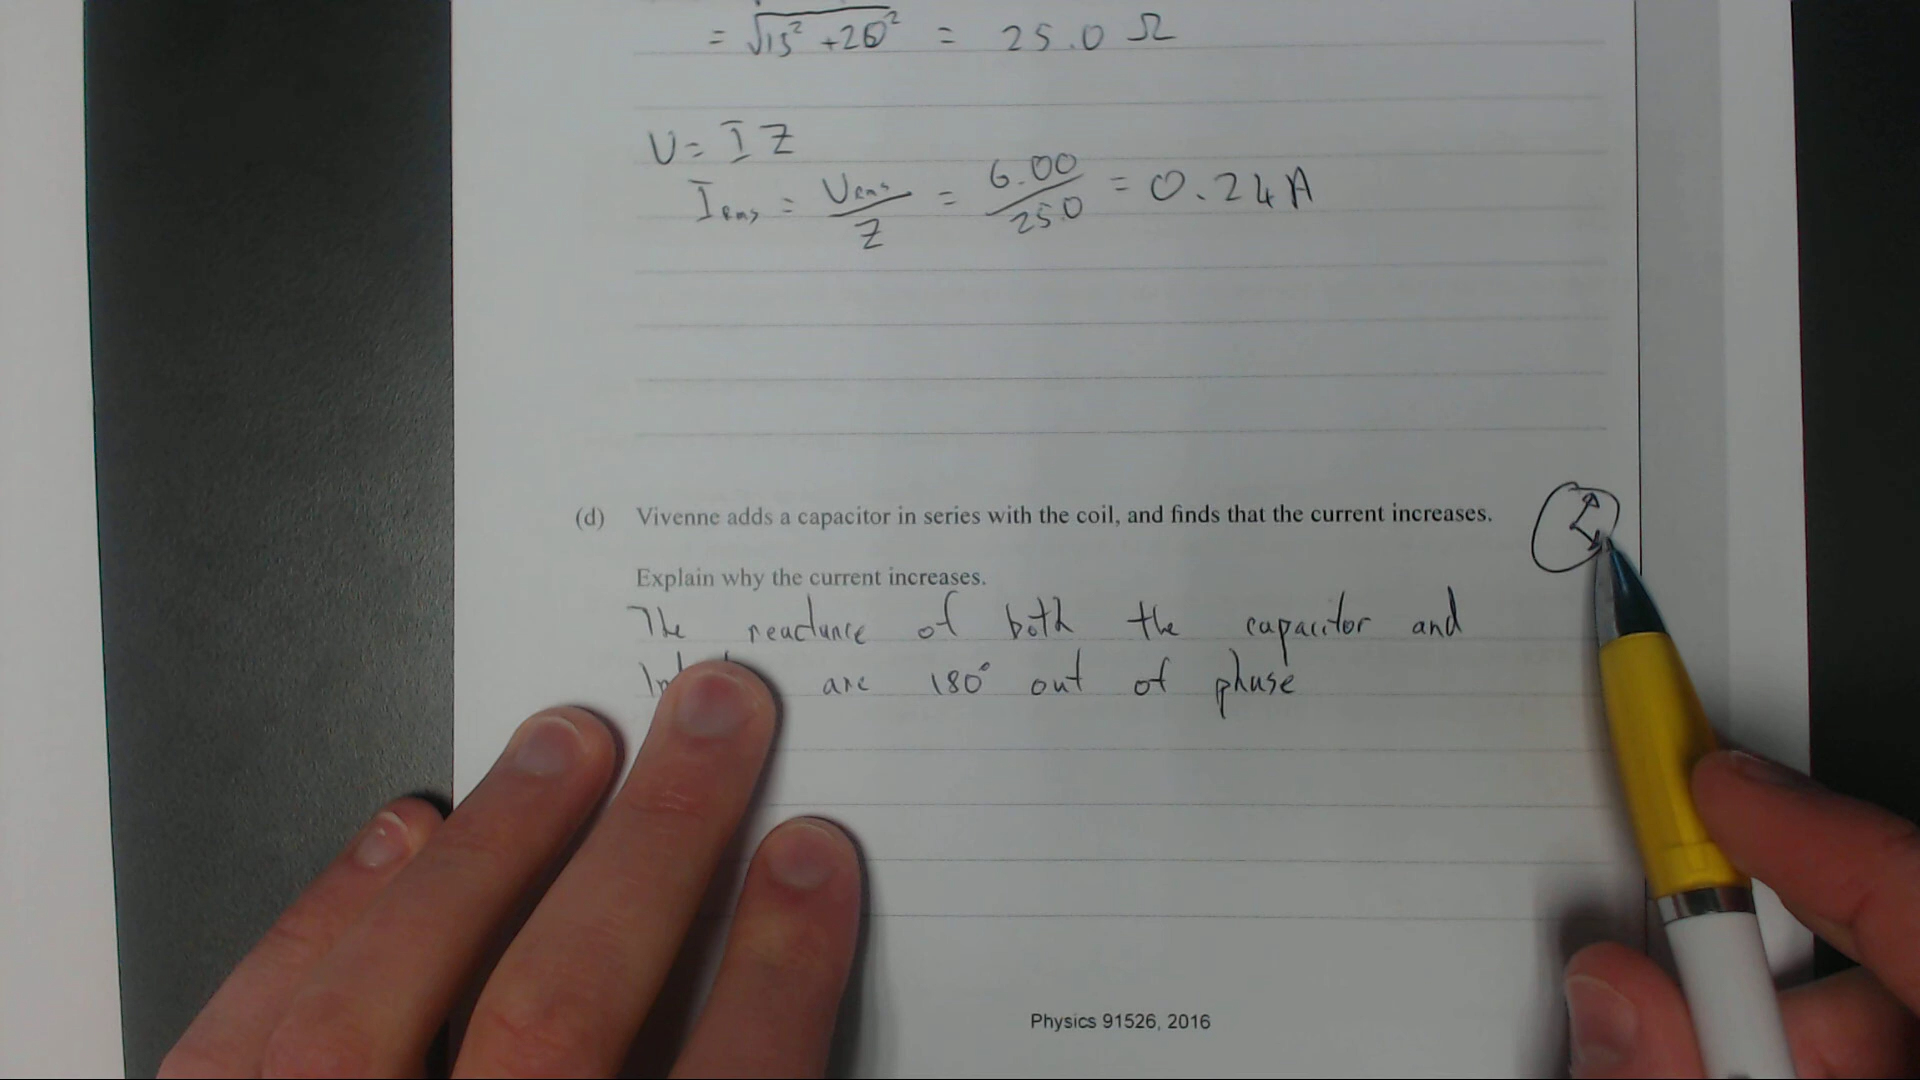 = √15² + 20² = 25.0 Ω
V = I Z
I RMS = V RMS / Z = 6.00 / 25.0 = 0.24 A
(d) Vivenne adds a capacitor in series with the coil, and finds that the current increases.
Explain why the current increases.
The reactance of both the capacitor and
are 180° out of phase
Physics 91526, 2016